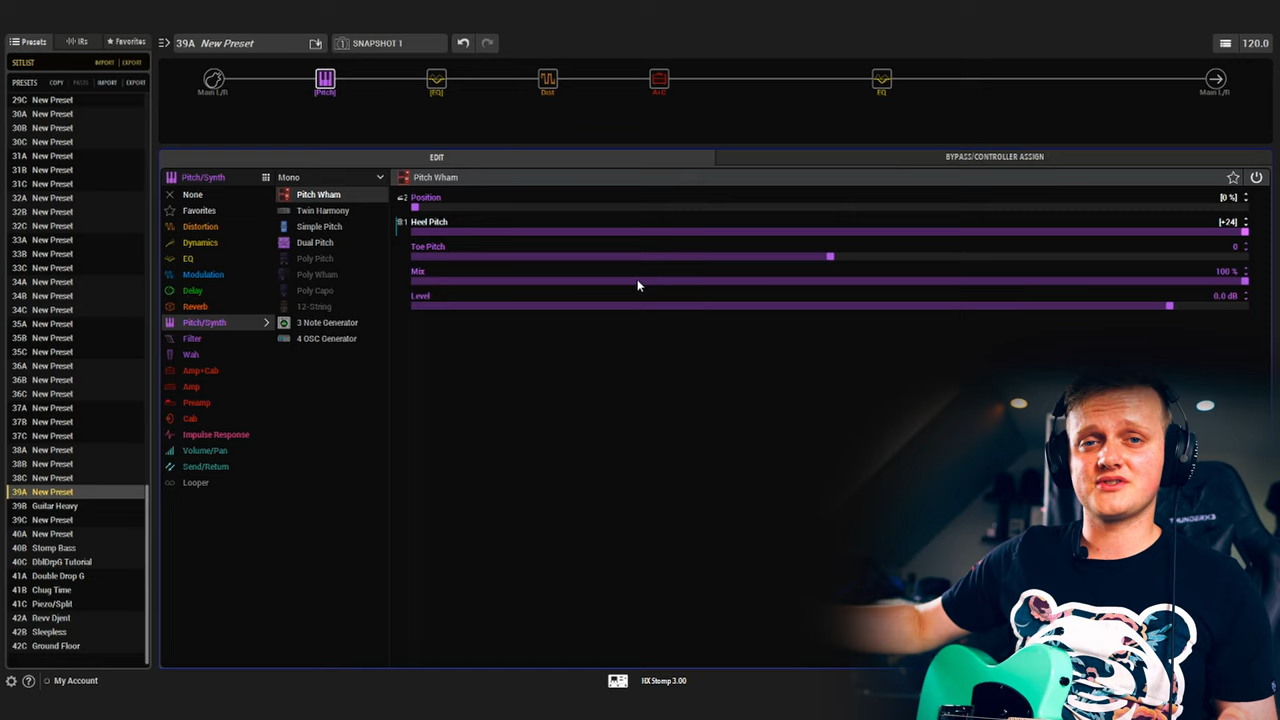 Presets IRs Favorites
39A New Preset
SNAPSHOT 1
120.0
SETLIST IMPORT EXPORT
PRESETS COPY PASTE IMPORT EXPORT
Main L/R [Pitch] [EQ] Dist A+C EQ Main L/R
29C New Preset
30A New Preset
30B New Preset
30C New Preset
31A New Preset
31B New Preset
31C New Preset
32A New Preset
32B New Preset
32C New Preset
33A New Preset
33B New Preset
33C New Preset
34A New Preset
34B New Preset
34C New Preset
35A New Preset
35B New Preset
35C New Preset
36A New Preset
36B New Preset
36C New Preset
37A New Preset
37B New Preset
37C New Preset
38A New Preset
38B New Preset
38C New Preset
39A New Preset
39B Guitar Heavy
39C New Preset
40A New Preset
40B Stomp Bass
40C DblDrpG Tutorial
41A Double Drop G
41B Chug Time
41C Piezo/Split
42A Revv Djent
42B Sleepless
42C Ground Floor
EDIT
BYPASS/CONTROLLER ASSIGN
Pitch/Synth
None
Favorites
Distortion
Dynamics
EQ
Modulation
Delay
Reverb
Pitch/Synth
Filter
Wah
Amp+Cab
Amp
Preamp
Cab
Impulse Response
Volume/Pan
Send/Return
Looper
Mono
Pitch Wham
Twin Harmony
Simple Pitch
Dual Pitch
Poly Pitch
Poly Wham
Poly Capo
12-String
3 Note Generator
4 OSC Generator
Pitch Wham
2 Position [0 %]
1 Heel Pitch [+24]
Toe Pitch 0
Mix 100 %
Level 0.0 dB
THUNDERX3
My Account
HX Stomp 3.00